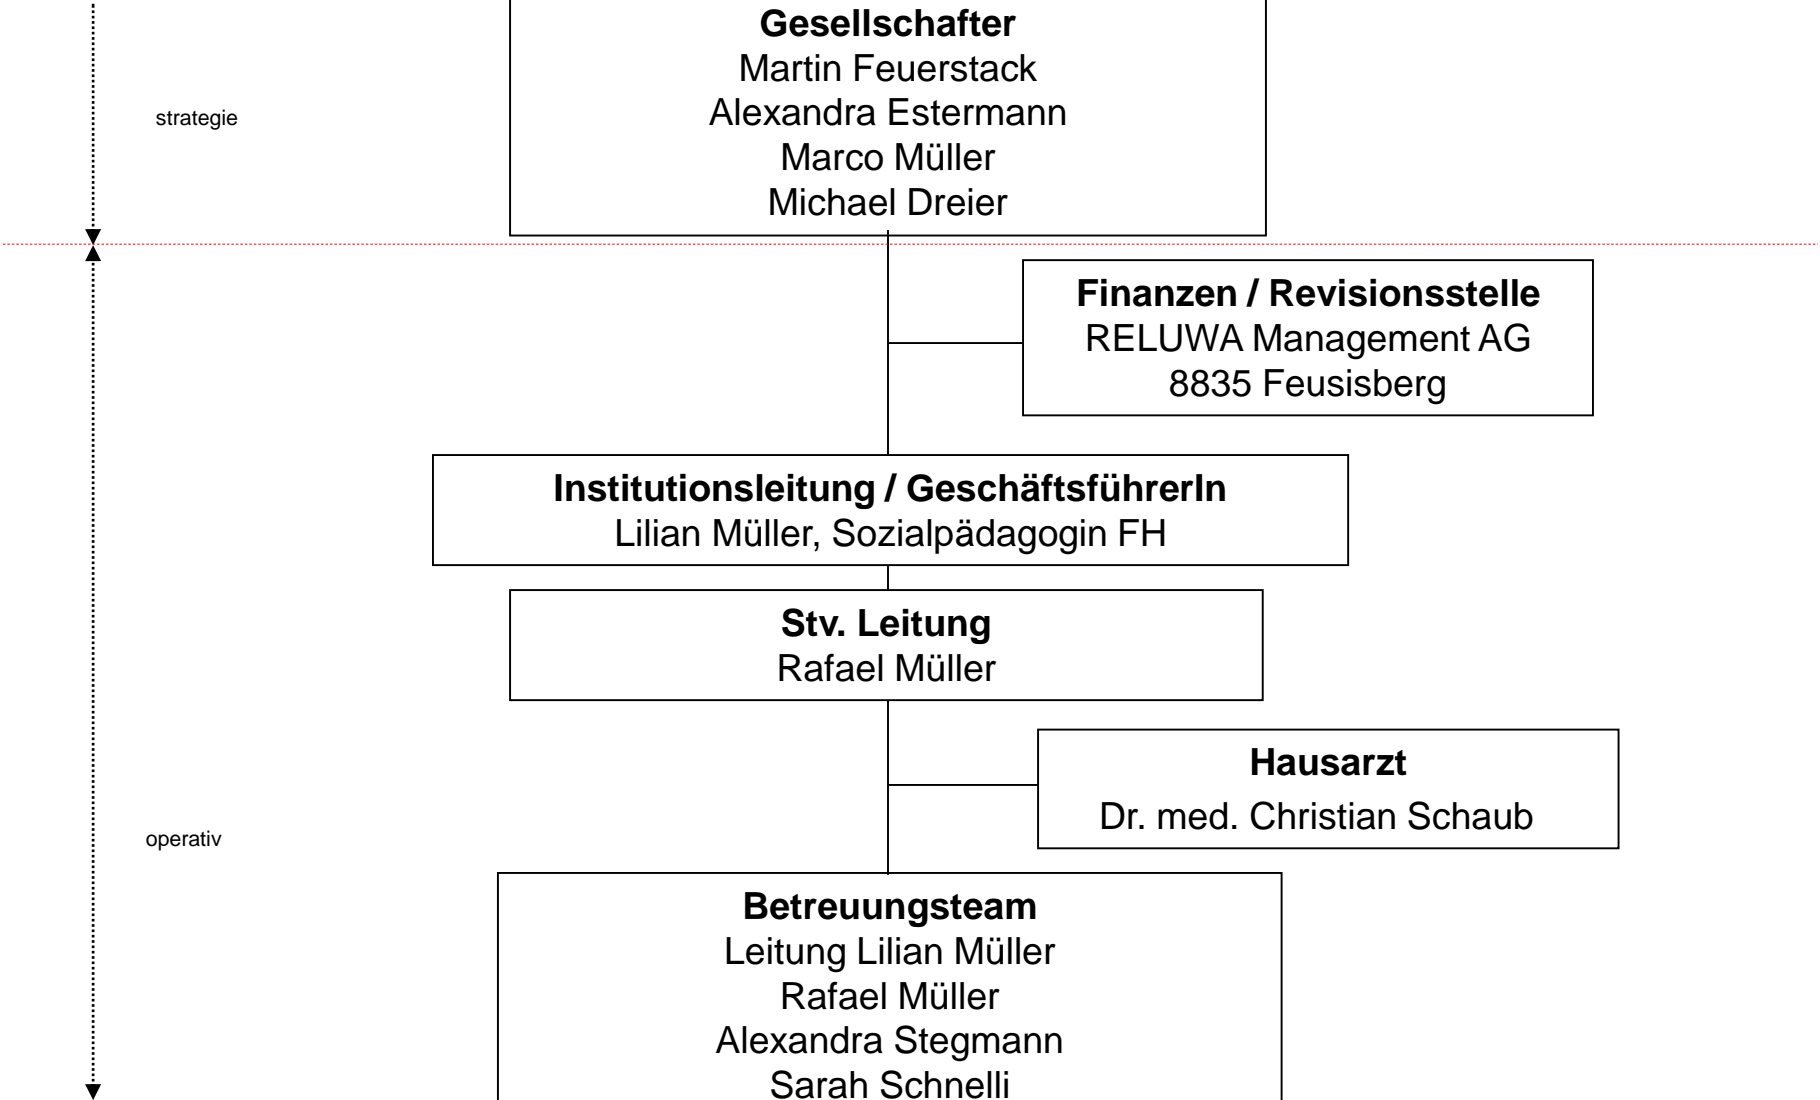 Gesellschafter
Martin Feuerstack
Alexandra Estermann
strategie
Marco Müller
Michael Dreier
Finanzen / Revisionsstelle
RELUWA Management AG
8835 Feusisberg
Institutionsleitung / GeschäftsführerIn
Lilian Müller, Sozialpädagogin FH
Stv. Leitung
Rafael Müller
Hausarzt
Dr. med. Christian Schaub
operativ
Betreuungsteam
Leitung Lilian Müller
Rafael Müller
Alexandra Stegmann
Sarah Schnelli